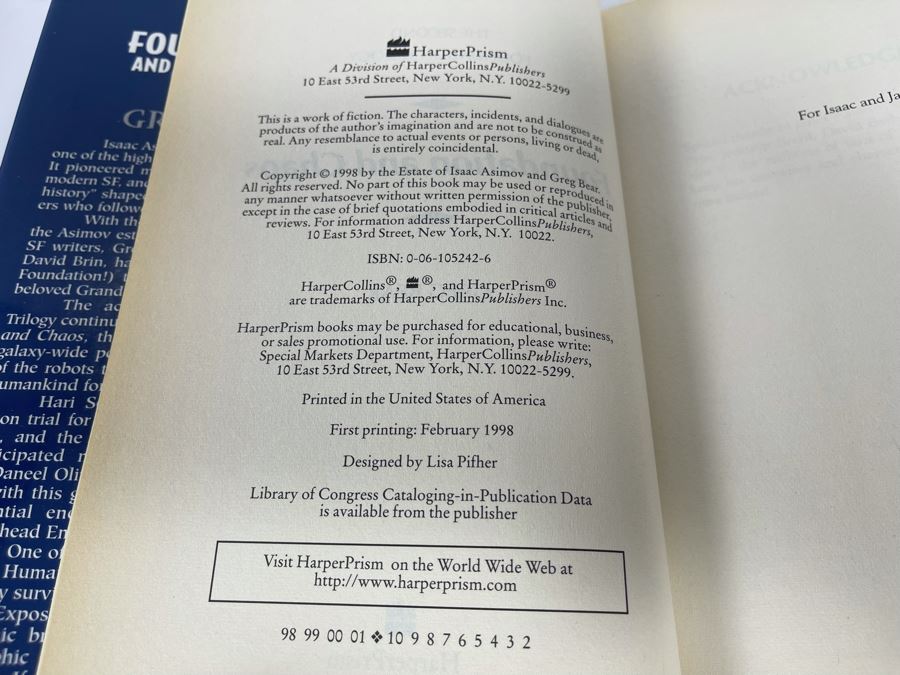 FOU
AND
GR
Isaac As
one of the high
It pioneered m
modern SF, and
history" shape
ers who follow
With th
the Asimov est
SF writers, Gr
David Brin, ha
Foundation!) t
beloved Grand
The ac
Trilogy continu
and Chaos, th
galaxy-wide p
of the robots t
umankind fo
Hari S
on trial for
, and the
icipated r
Daneel Oli
with this g
ntial en
head En
One o
Huma
y surv
Expos
ic br
phic
HarperPrism
A Division of HarperCollinsPublishers
10 East 53rd Street, New York, N.Y. 10022-5299
This is a work of fiction. The characters, incidents, and dialogues are
products of the author's imagination and are not to be construed as
real. Any resemblance to actual events or persons, living or dead,
is entirely coincidental.
Copyright © 1998 by the Estate of Isaac Asimov and Greg Bear.
All rights reserved. No part of this book may be used or reproduced in
any manner whatsoever without written permission of the publisher,
except in the case of brief quotations embodied in critical articles and
reviews. For information address HarperCollinsPublishers,
10 East 53rd Street, New York, N.Y. 10022.
ISBN: 0-06-105242-6
HarperCollins®, ®, and HarperPrism®
are trademarks of HarperCollinsPublishers Inc.
HarperPrism books may be purchased for educational, business,
or sales promotional use. For information, please write:
Special Markets Department, HarperCollinsPublishers,
10 East 53rd Street, New York, N.Y. 10022-5299.
Printed in the United States of America
First printing: February 1998
Designed by Lisa Pifher
Library of Congress Cataloging-in-Publication Data
is available from the publisher
Visit HarperPrism on the World Wide Web at
http://www.harperprism.com
98 99 00 01 ❖ 10 9 8 7 6 5 4 3 2
For Isaac and Ja